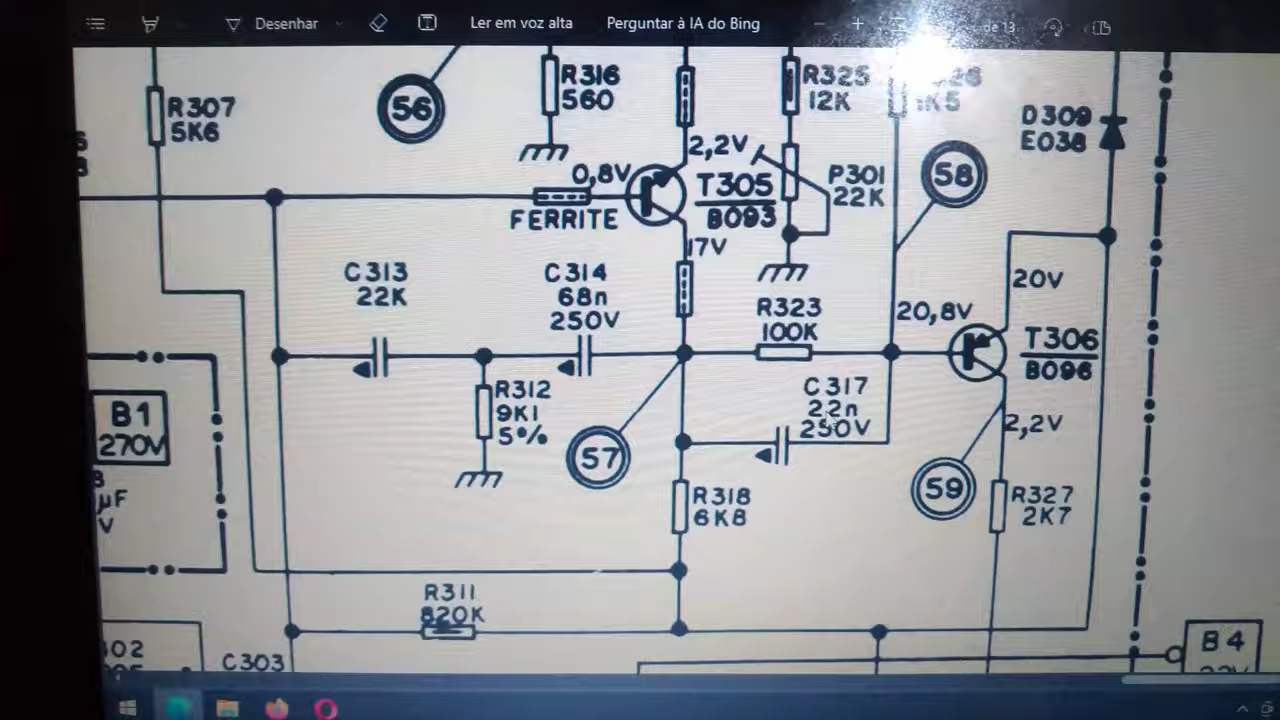 Desenhar
Ler em voz alta
Perguntar à IA do Bing
de 13
R307
5K6
56
R316
560
R325
12K
D309
E038
2,2V
0,8V
T305
B093
P301
22K
58
FERRITE
17V
C313
22K
C314
68n
250V
R323
100K
20,8V
20V
T306
B096
R312
9K1
5%
57
C317
22n
250V
2,2V
59
B1
270V
µF
V
R318
6K8
R327
2K7
R311
820K
C303
B4